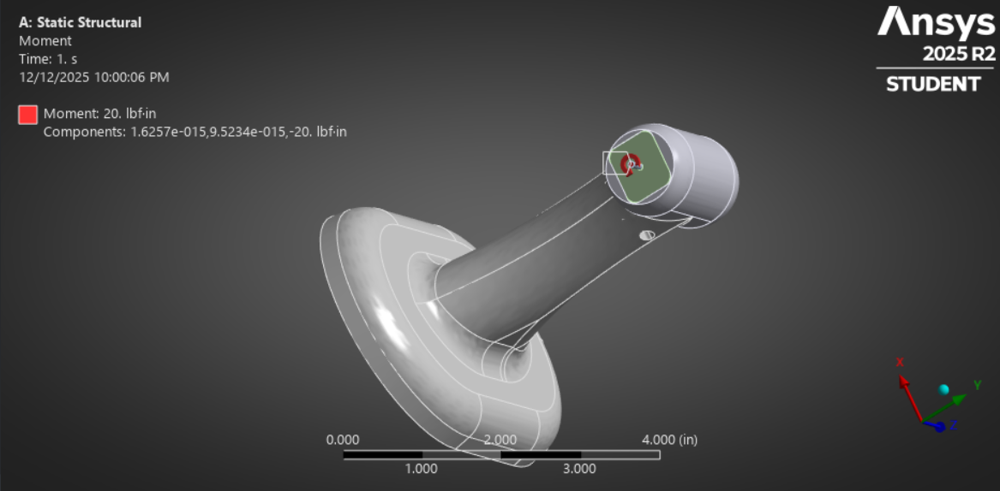 A: Static Structural
Moment
Time: 1. s
12/12/2025 10:00:06 PM
Moment: 20. lbf·in
Components: 1.6257e-015,9.5234e-015,-20. lbf·in
Ansys
2025 R2
STUDENT
X
Y
Z
0.000 2.000 4.000 (in)
1.000 3.000